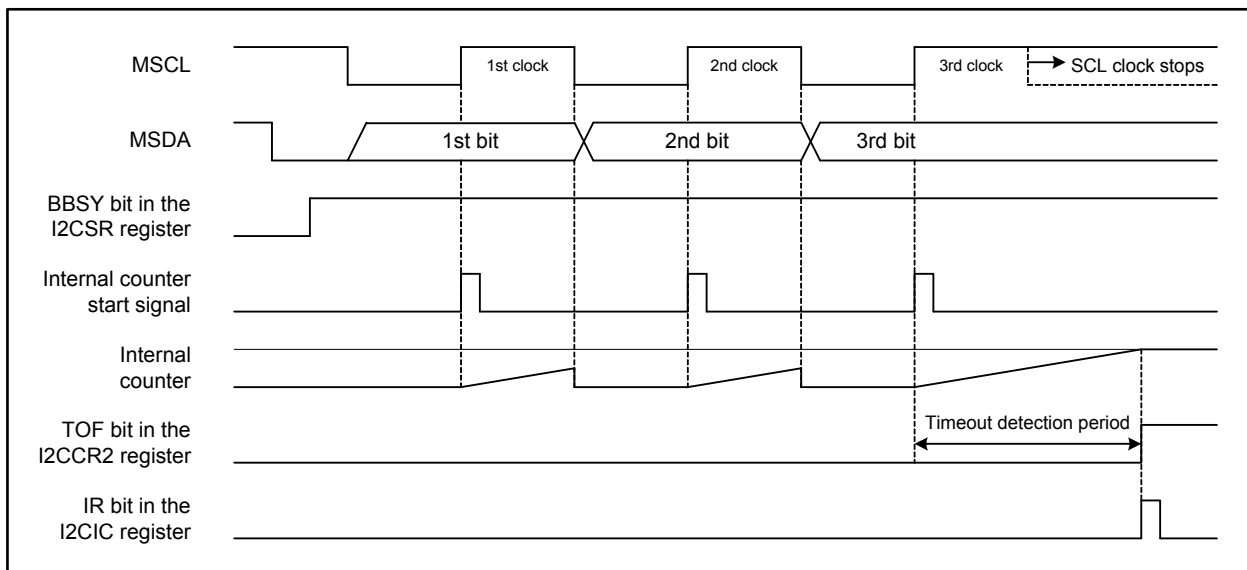 MSCL
1st clock
2nd clock
3rd clock
SCL clock stops
MSDA
1st bit
2nd bit
3rd bit
BBSY bit in the
I2CSR register
Internal counter
start signal
Internal
counter
TOF bit in the
I2CCR2 register
Timeout detection period
IR bit in the
I2CIC register